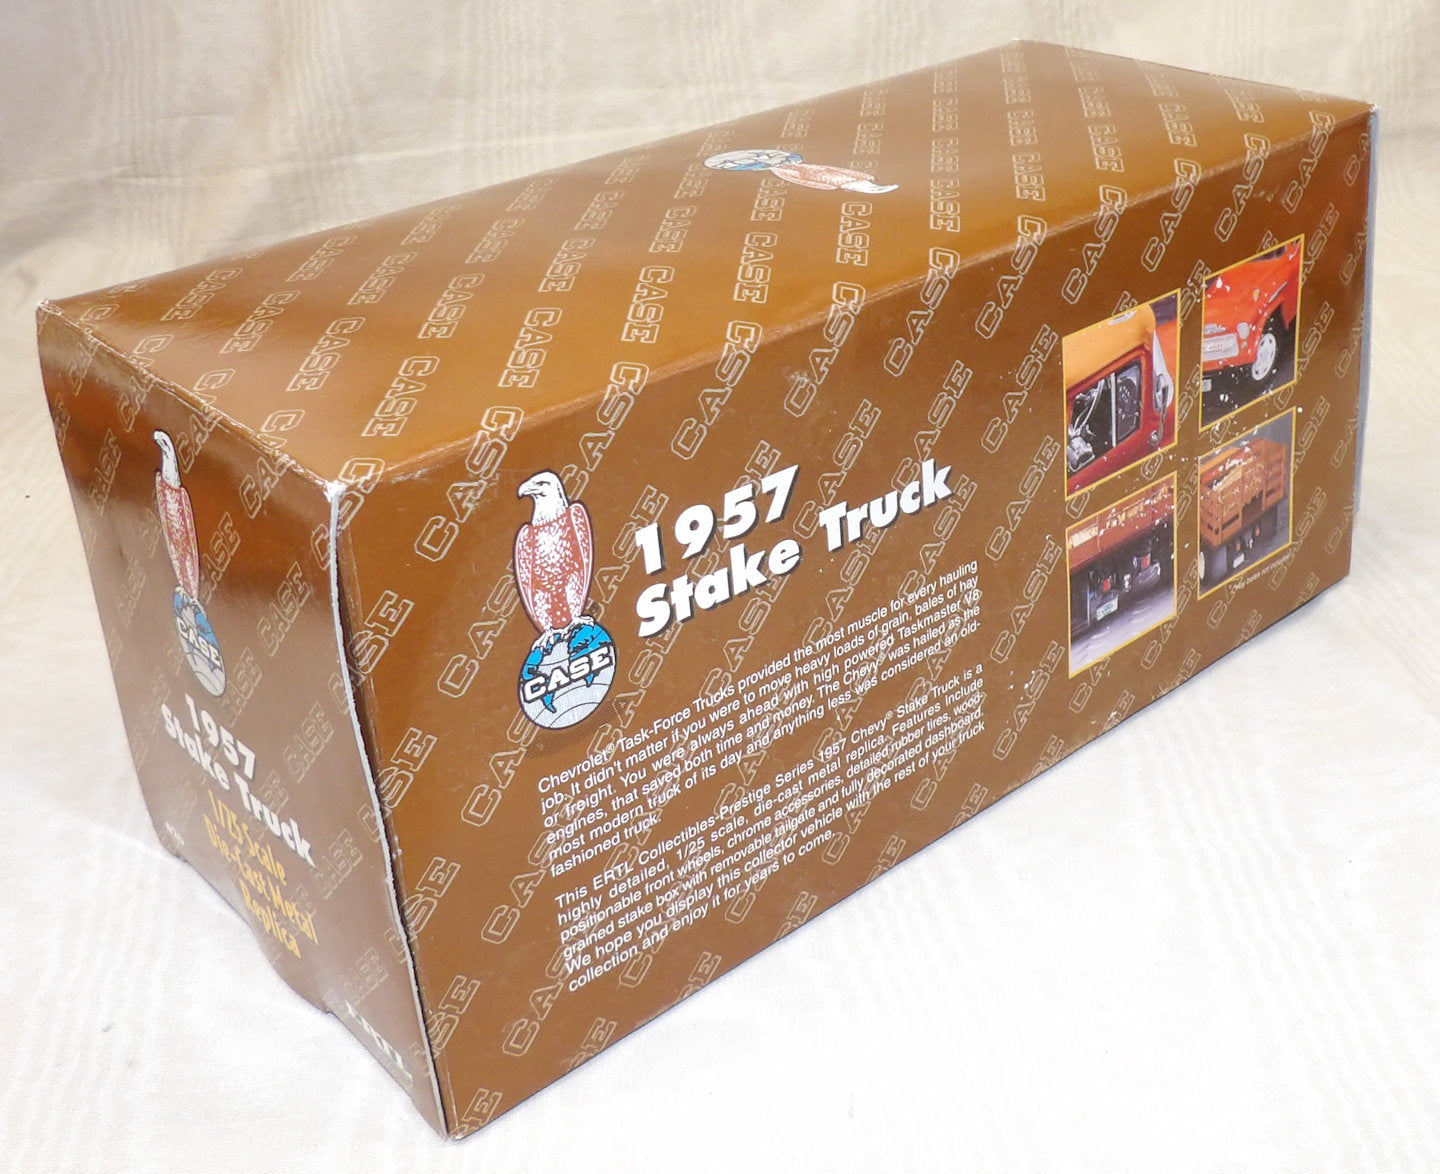 CASE
1957
Stake Truck
1/25 Scale
Die-Cast Metal
Replica
ERTL
CASE
1957
Stake Truck
Chevrolet® Task-Force Trucks provided the most muscle for every hauling
job. It didn't matter if you were to move heavy loads of grain, bales of hay
or freight. You were always ahead with high powered Taskmaster V8
engines, that saved both time and money. The Chevy® was hailed as the
most modern truck of its day and anything less was considered an old-
fashioned truck.
This ERTL Collectibles-Prestige Series 1957 Chevy® Stake Truck is a
highly detailed, 1/25 scale, die-cast metal replica. Features include
positionable front wheels, chrome accessories, detailed rubber tires, wood-
grained stake box with removable tailgate and fully decorated dashboard.
We hope you display this collector vehicle with the rest of your truck
collection and enjoy it for years to come.
*Hay bales not included